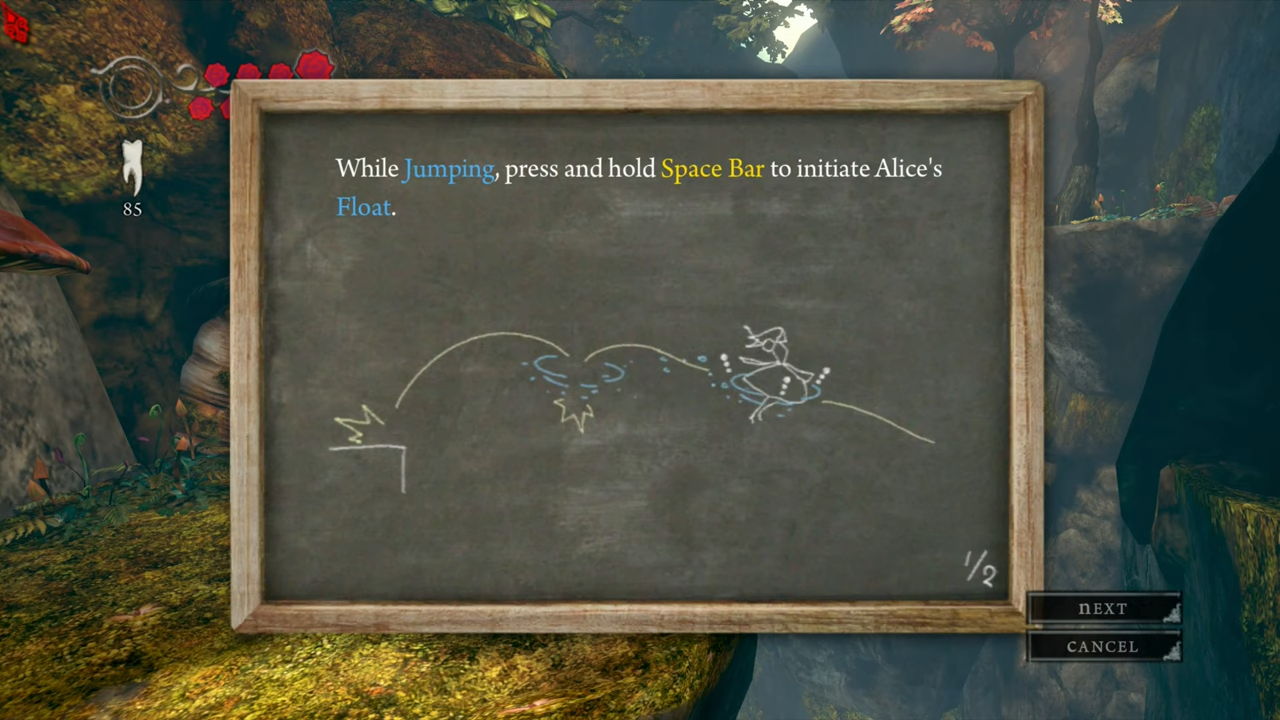 While Jumping, press and hold Space Bar to initiate Alice's
Float.
85
1/2
NEXT
CANCEL